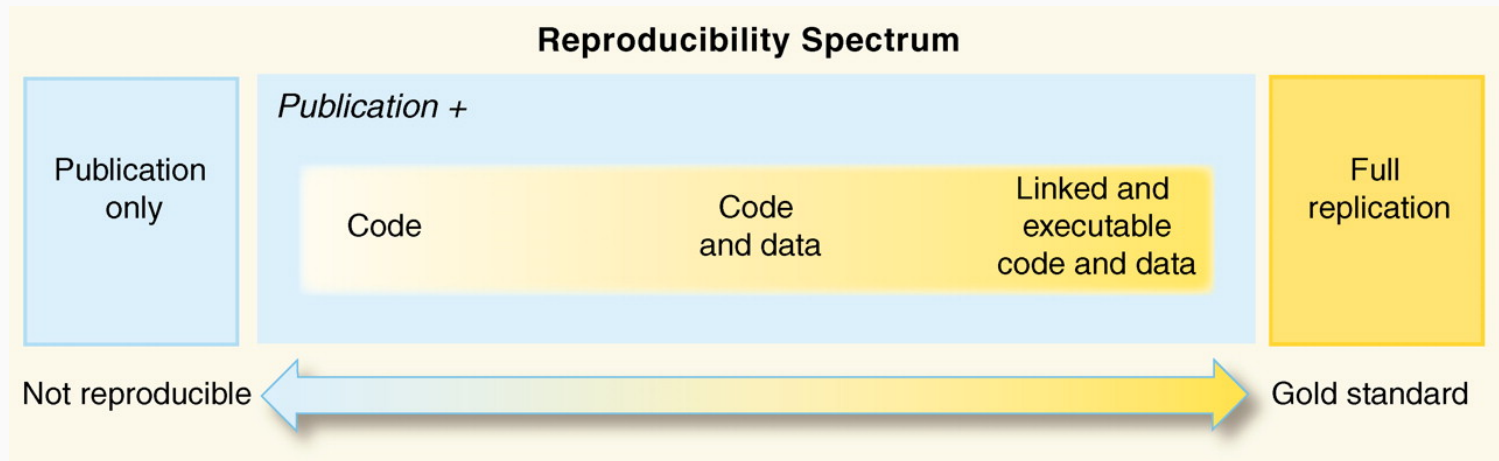 Reproducibility Spectrum
Publication +
Publication
only
Code
Code
and data
Linked and
executable
code and data
Full
replication
Not reproducible
Gold standard